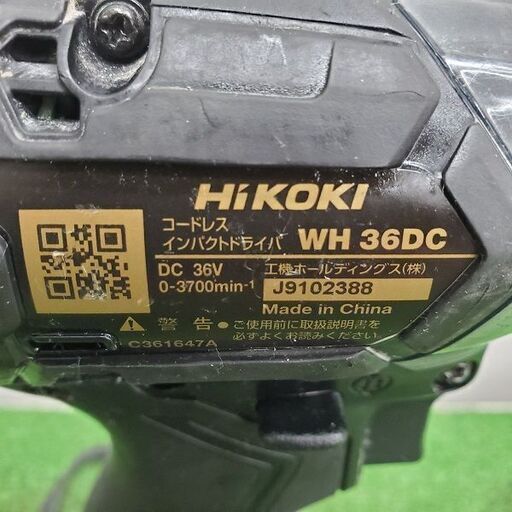 HiKOKI
コードレス
インパクトドライバ WH 36DC
DC 36V 工機ホールディングス(株)
0-3700min⁻¹ J9102388
Made in China
警告 ●ご使用前に取扱説明書を
必ずよくお読みください
C361647A